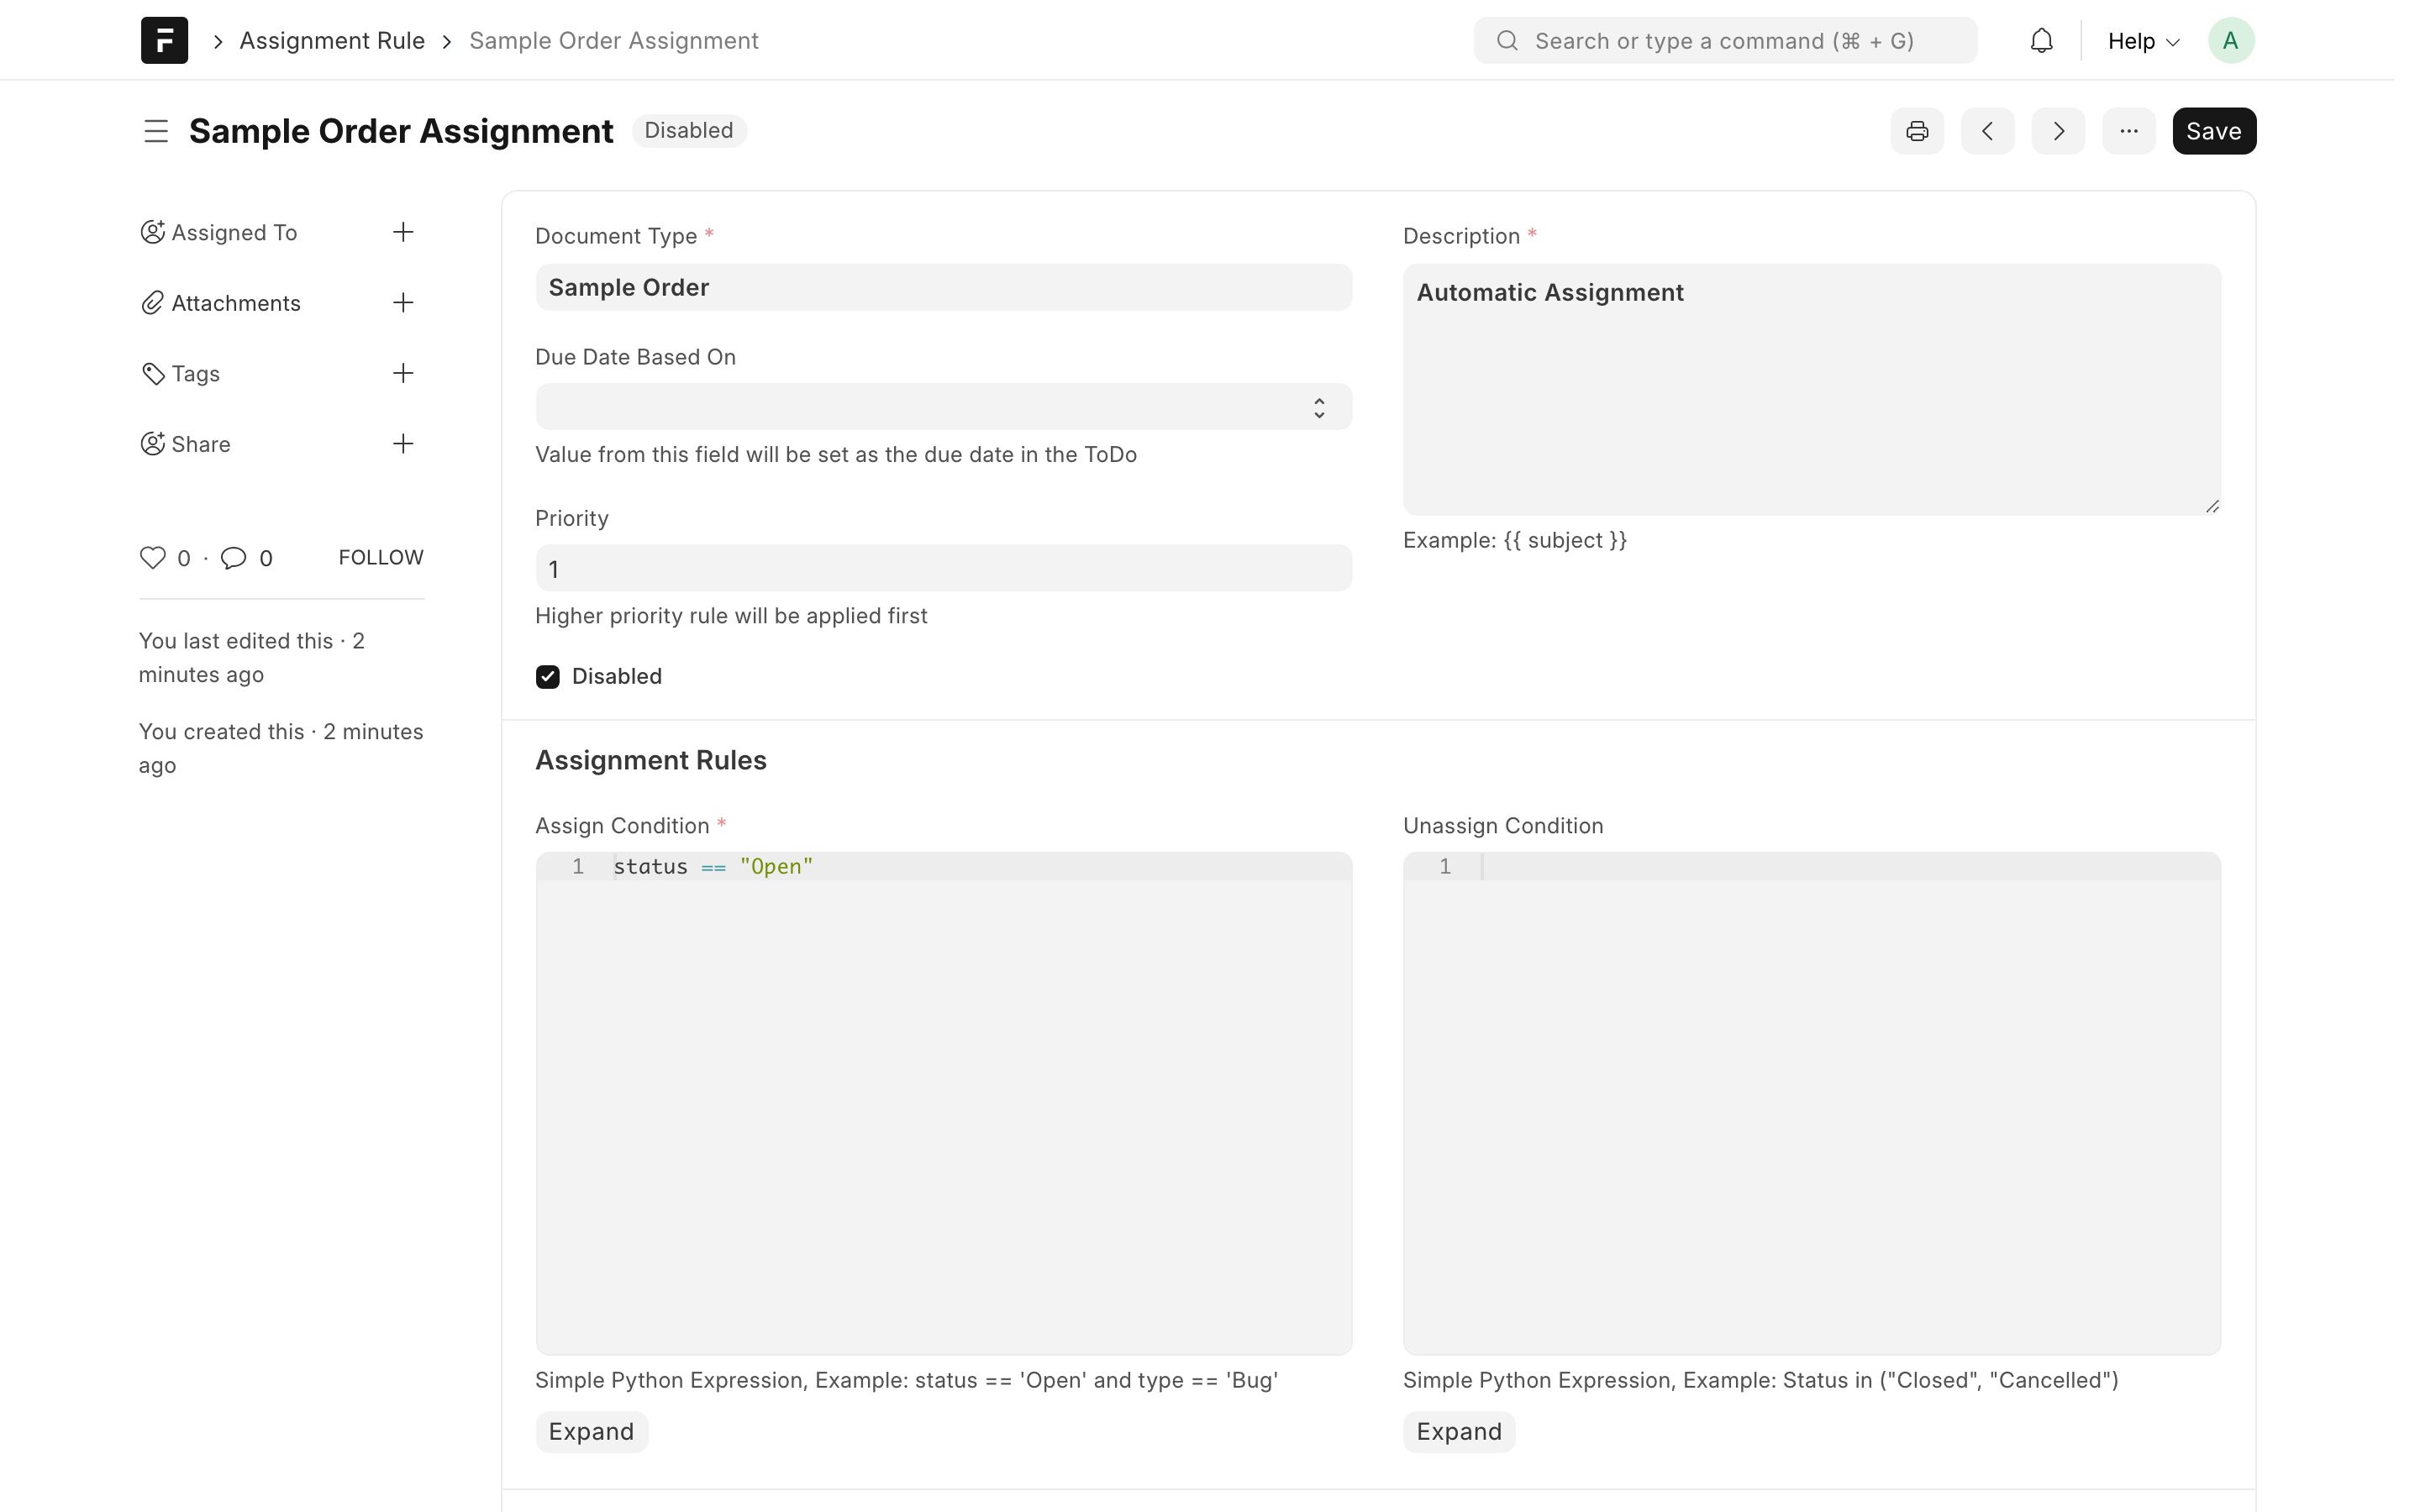 F
Assignment Rule
Sample Order Assignment
Search or type a command (⌘ + G)
Help
A
Sample Order Assignment
Disabled
Save
Assigned To
Attachments
Tags
Share
0 · 0
FOLLOW
You last edited this · 2
minutes ago
You created this · 2 minutes
ago
Document Type *
Sample Order
Due Date Based On
Value from this field will be set as the due date in the ToDo
Priority
1
Higher priority rule will be applied first
Disabled
Description *
Automatic Assignment
Example: {{ subject }}
Assignment Rules
Assign Condition *
1 status == "Open"
Simple Python Expression, Example: status == 'Open' and type == 'Bug'
Expand
Unassign Condition
1
Simple Python Expression, Example: Status in ("Closed", "Cancelled")
Expand